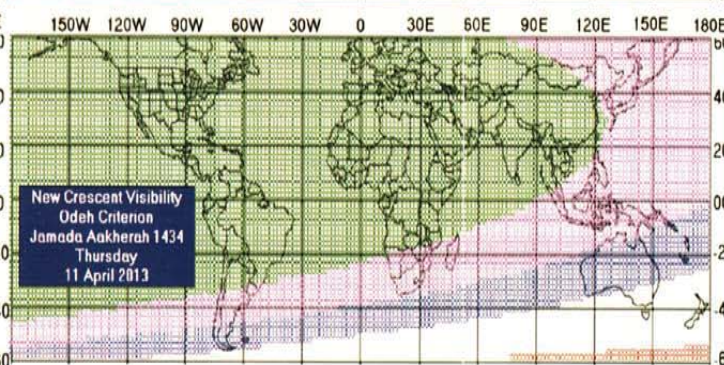 150W 120W 90W 60W 30W 0 30E 60E 90E 120E 150E 180E
New Crescent Visibility
Odeh Criterion
Jamada Aakherah 1434
Thursday
11 April 2013